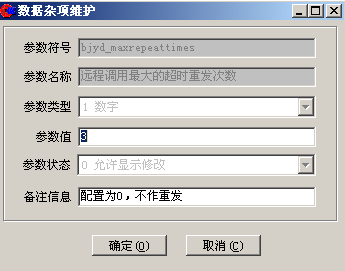 数据杂项维护
参数符号 bjyd_maxrepeattimes
参数名称 远程调用最大的超时重发次数
参数类型 1 数字
参数值 3
参数状态 0 允许显示修改
备注信息 配置为0，不作重发
确定(O) 取消(C)